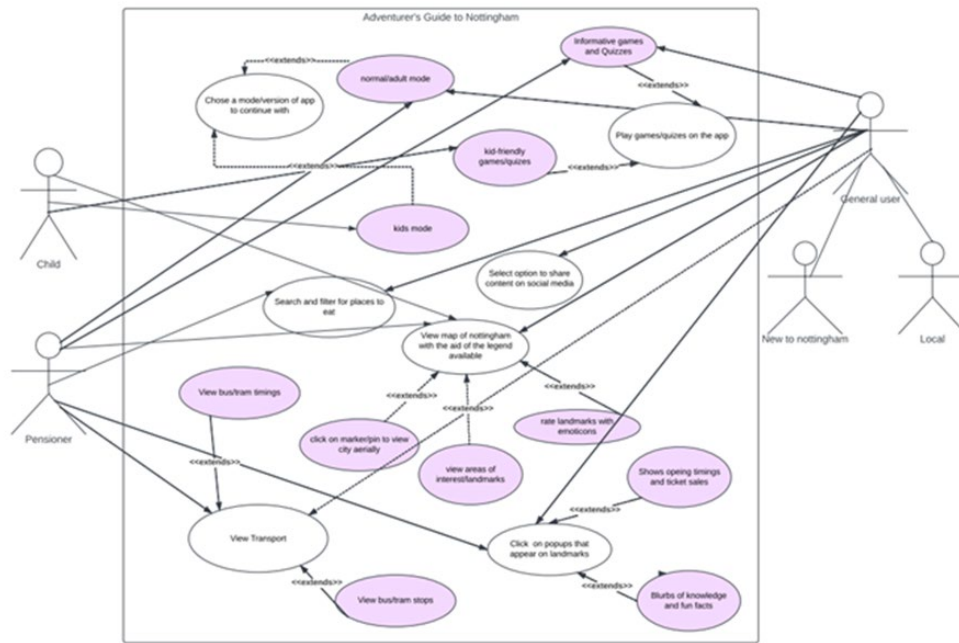 Adventurer's Guide to Nottingham
Informative games
and Quizzes
<<extends>>
normal/adult mode
<<extends>>
Chose a mode/version of app
to continue with
Play games/quizes on the app
kid-friendly
games/quizes
<<extends>>
<<extends>>
Child
General user
kids mode
Select option to share
content on social media
Search and filter for places to
eat
View map of nottingham
with the aid of the legend
available
New to nottingham
Local
Pensioner
View bus/tram timings
<<extends>>
<<extends>>
<<extends>>
rate landmarks with
emoticons
click on marker/pin to view
city aerially
<<extends>>
view areas of
interest/landmarks
Shows opeing timings
and ticket sales
<<extends>>
View Transport
Click on popups that
appear on landmarks
<<extends>>
<<extends>>
View bus/tram stops
Blurbs of knowledge
and fun facts